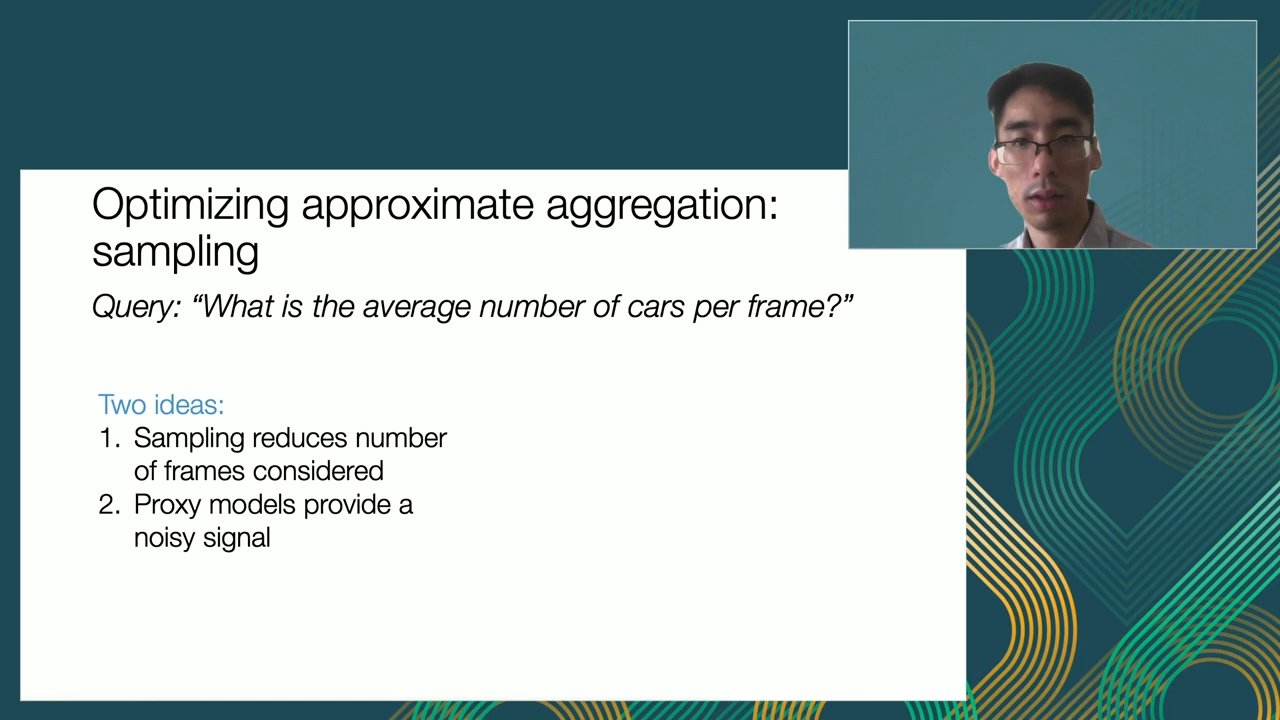 Optimizing approximate aggregation:
sampling
Query: “What is the average number of cars per frame?”
Two ideas:
1. Sampling reduces number
of frames considered
2. Proxy models provide a
noisy signal